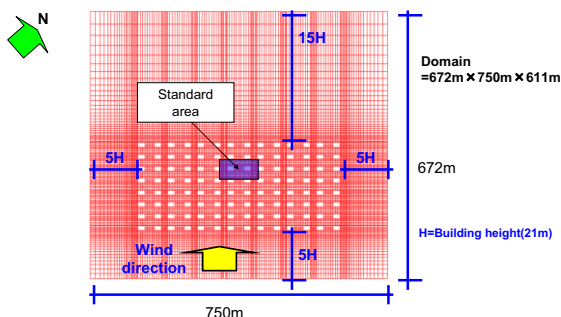 N
15H
Domain
=672m×750m×611m
Standard
area
5H
5H
672m
H=Building height(21m)
Wind
direction
5H
750m